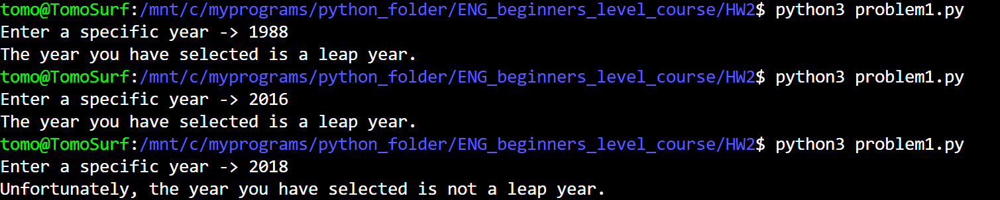 tomo@TomoSurf:/mnt/c/myprograms/python_folder/ENG_beginners_level_course/HW2$ python3 problem1.py
Enter a specific year -> 1988
The year you have selected is a leap year.
tomo@TomoSurf:/mnt/c/myprograms/python_folder/ENG_beginners_level_course/HW2$ python3 problem1.py
Enter a specific year -> 2016
The year you have selected is a leap year.
tomo@TomoSurf:/mnt/c/myprograms/python_folder/ENG_beginners_level_course/HW2$ python3 problem1.py
Enter a specific year -> 2018
Unfortunately, the year you have selected is not a leap year.